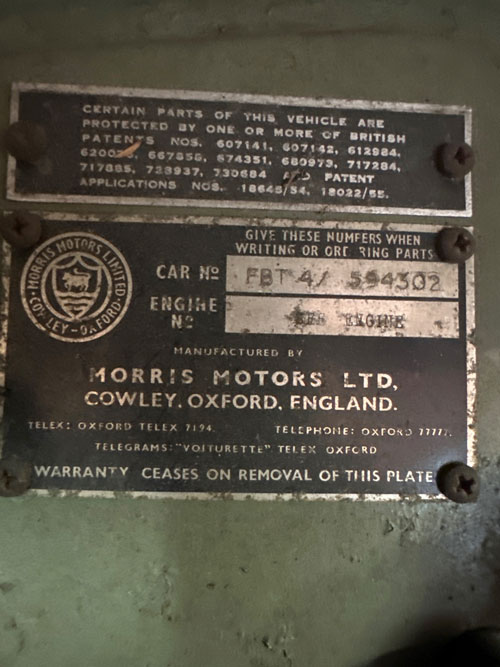 CERTAIN PARTS OF THIS VEHICLE ARE
PROTECTED BY ONE OR MORE OF BRITISH
PATENTS NOS. 607141, 607142, 612984,
667858, 674351, 680973, 717284,
717885, 730684 AND PATENT
APPLICATIONS NOS. 18645/54, 18022/55.
MORRIS MOTORS LIMITED
COWLEY-OXFORD
GIVE THESE NUMBERS WHEN
WRITING OR ORDERING PARTS
CAR No FBT 4/ 594302
ENGINE
No SEE ENGINE
MANUFACTURED BY
MORRIS MOTORS LTD,
COWLEY, OXFORD, ENGLAND.
TELEX: OXFORD TELEX 7194. TELEPHONE: OXFORD 77777.
TELEGRAMS: "VOITURETTE" TELEX OXFORD
WARRANTY CEASES ON REMOVAL OF THIS PLATE